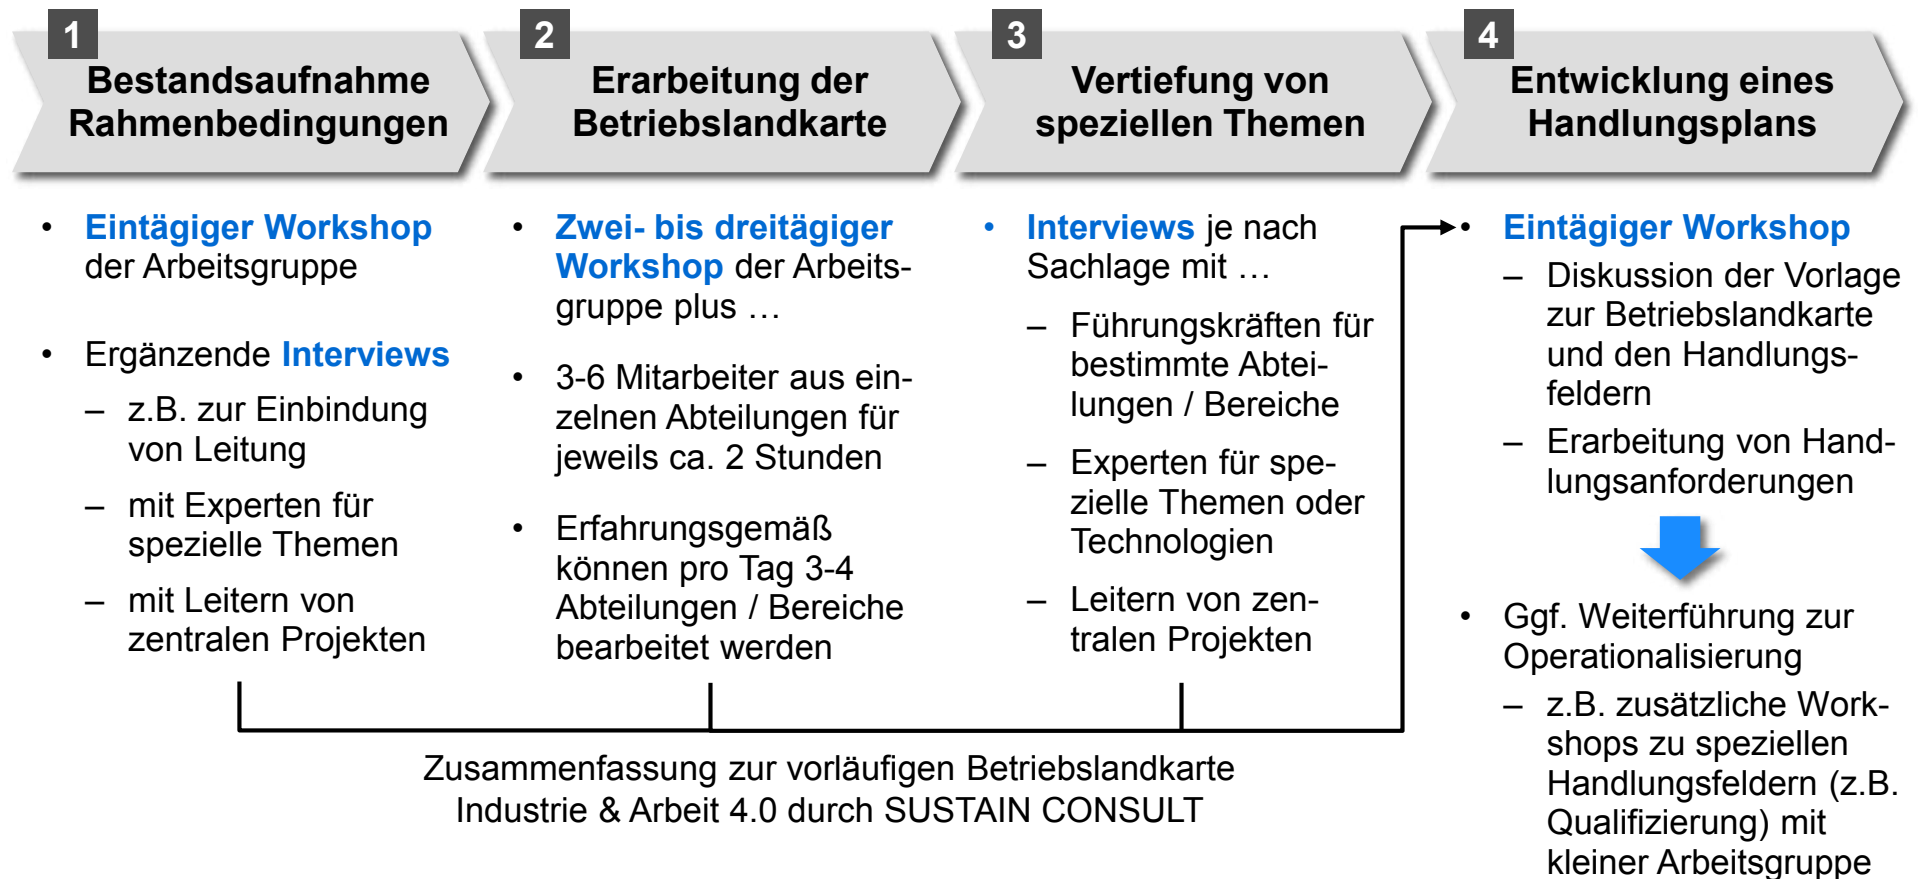 1
Bestandsaufnahme
Rahmenbedingungen
• Eintägiger Workshop
der Arbeitsgruppe
• Ergänzende Interviews
– z.B. zur Einbindung
von Leitung
– mit Experten für
spezielle Themen
– mit Leitern von
zentralen Projekten
2
Erarbeitung der
Betriebslandkarte
• Zwei- bis dreitägiger
Workshop der Arbeits-
gruppe plus …
• 3-6 Mitarbeiter aus ein-
zelnen Abteilungen für
jeweils ca. 2 Stunden
• Erfahrungsgemäß
können pro Tag 3-4
Abteilungen / Bereiche
bearbeitet werden
3
Vertiefung von
speziellen Themen
• Interviews je nach
Sachlage mit …
– Führungskräften für
bestimmte Abtei-
lungen / Bereiche
– Experten für spe-
zielle Themen oder
Technologien
– Leitern von zen-
tralen Projekten
Zusammenfassung zur vorläufigen Betriebslandkarte
Industrie & Arbeit 4.0 durch SUSTAIN CONSULT
4
Entwicklung eines
Handlungsplans
• Eintägiger Workshop
– Diskussion der Vorlage
zur Betriebslandkarte
und den Handlungs-
feldern
– Erarbeitung von Hand-
lungsanforderungen
• Ggf. Weiterführung zur
Operationalisierung
– z.B. zusätzliche Work-
shops zu speziellen
Handlungsfeldern (z.B.
Qualifizierung) mit
kleiner Arbeitsgruppe